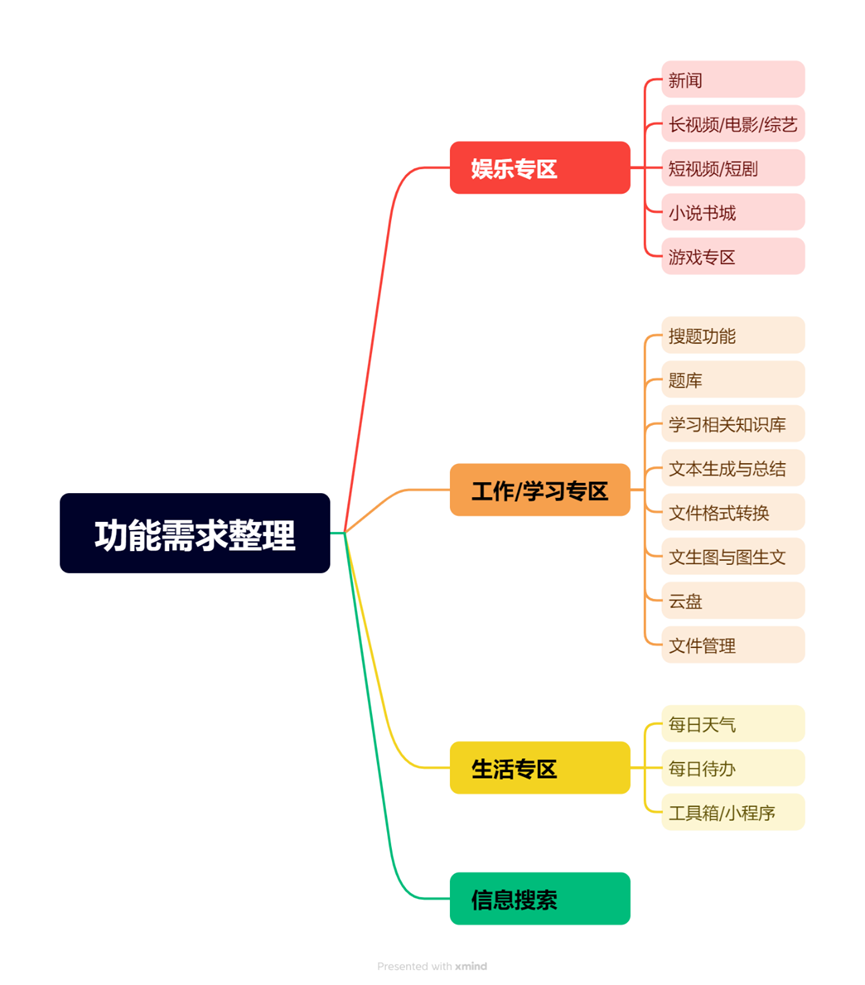 功能需求整理
娱乐专区
新闻
长视频/电影/综艺
短视频/短剧
小说书城
游戏专区
工作/学习专区
搜题功能
题库
学习相关知识库
文本生成与总结
文件格式转换
文生图与图生文
云盘
文件管理
生活专区
每日天气
每日待办
工具箱/小程序
信息搜索
Presented with xmind